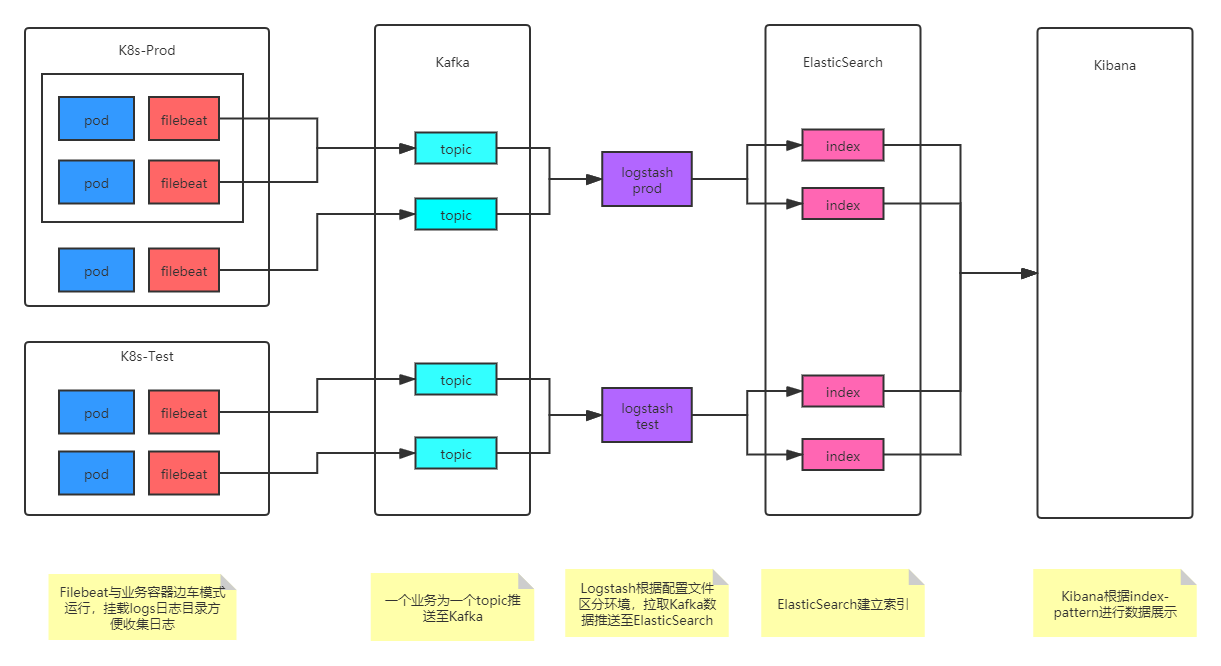 K8s-Prod
pod
filebeat
pod
filebeat
pod
filebeat
K8s-Test
pod
filebeat
pod
filebeat
Kafka
topic
topic
topic
topic
logstash
prod
logstash
test
ElasticSearch
index
index
index
index
Kibana
FIlebeat与业务容器边车模式
运行，挂载logs日志目录方
便收集日志
一个业务为一个topic推
送至Kafka
Logstash根据配置文件
区分环境，拉取Kafka数
据推送至ElasticSearch
ElasticSearch建立索引
Kibana根据index-
pattern进行数据展示